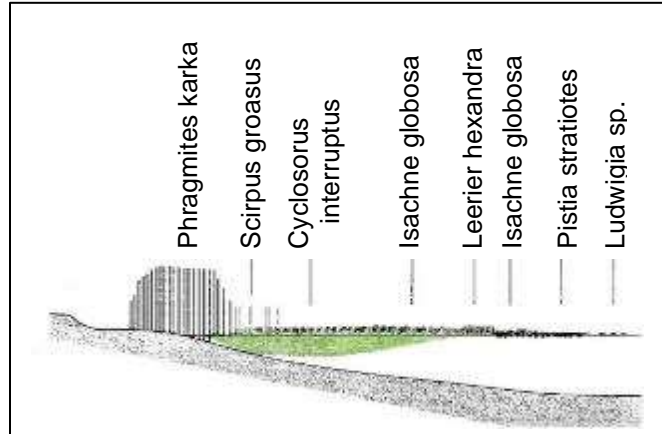 Phragmites karka
Scirpus groasus
Cyclosorus
interruptus
Isachne globosa
Leerier hexandra
Isachne globosa
Pistia stratiotes
Ludwigia sp.